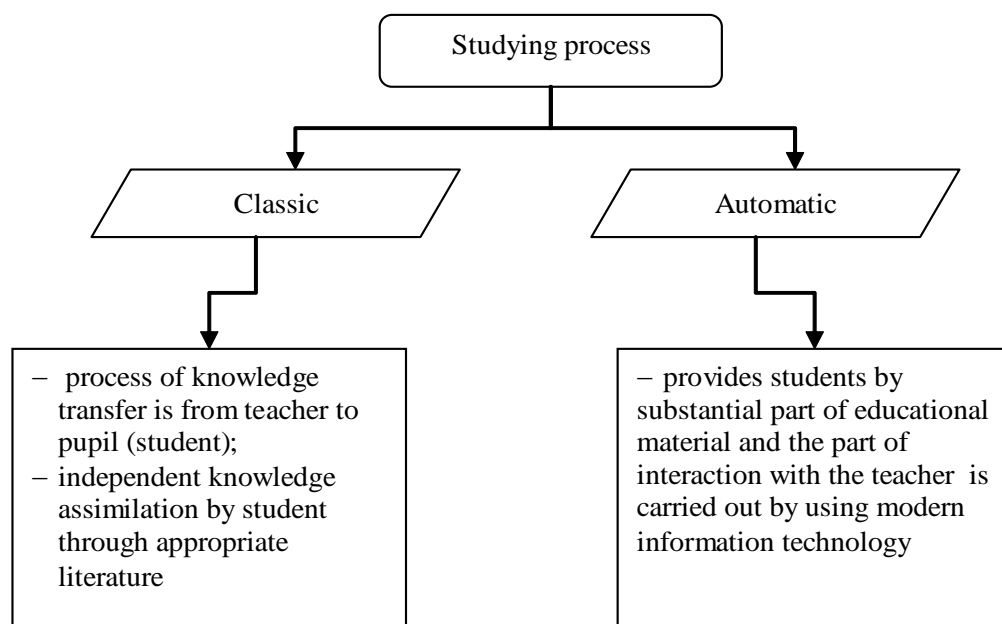 Studying process
Classic
Automatic
– process of knowledge
transfer is from teacher to
pupil (student);
– independent knowledge
assimilation by student
through appropriate
literature
– provides students by
substantial part of educational
material and the part of
interaction with the teacher is
carried out by using modern
information technology